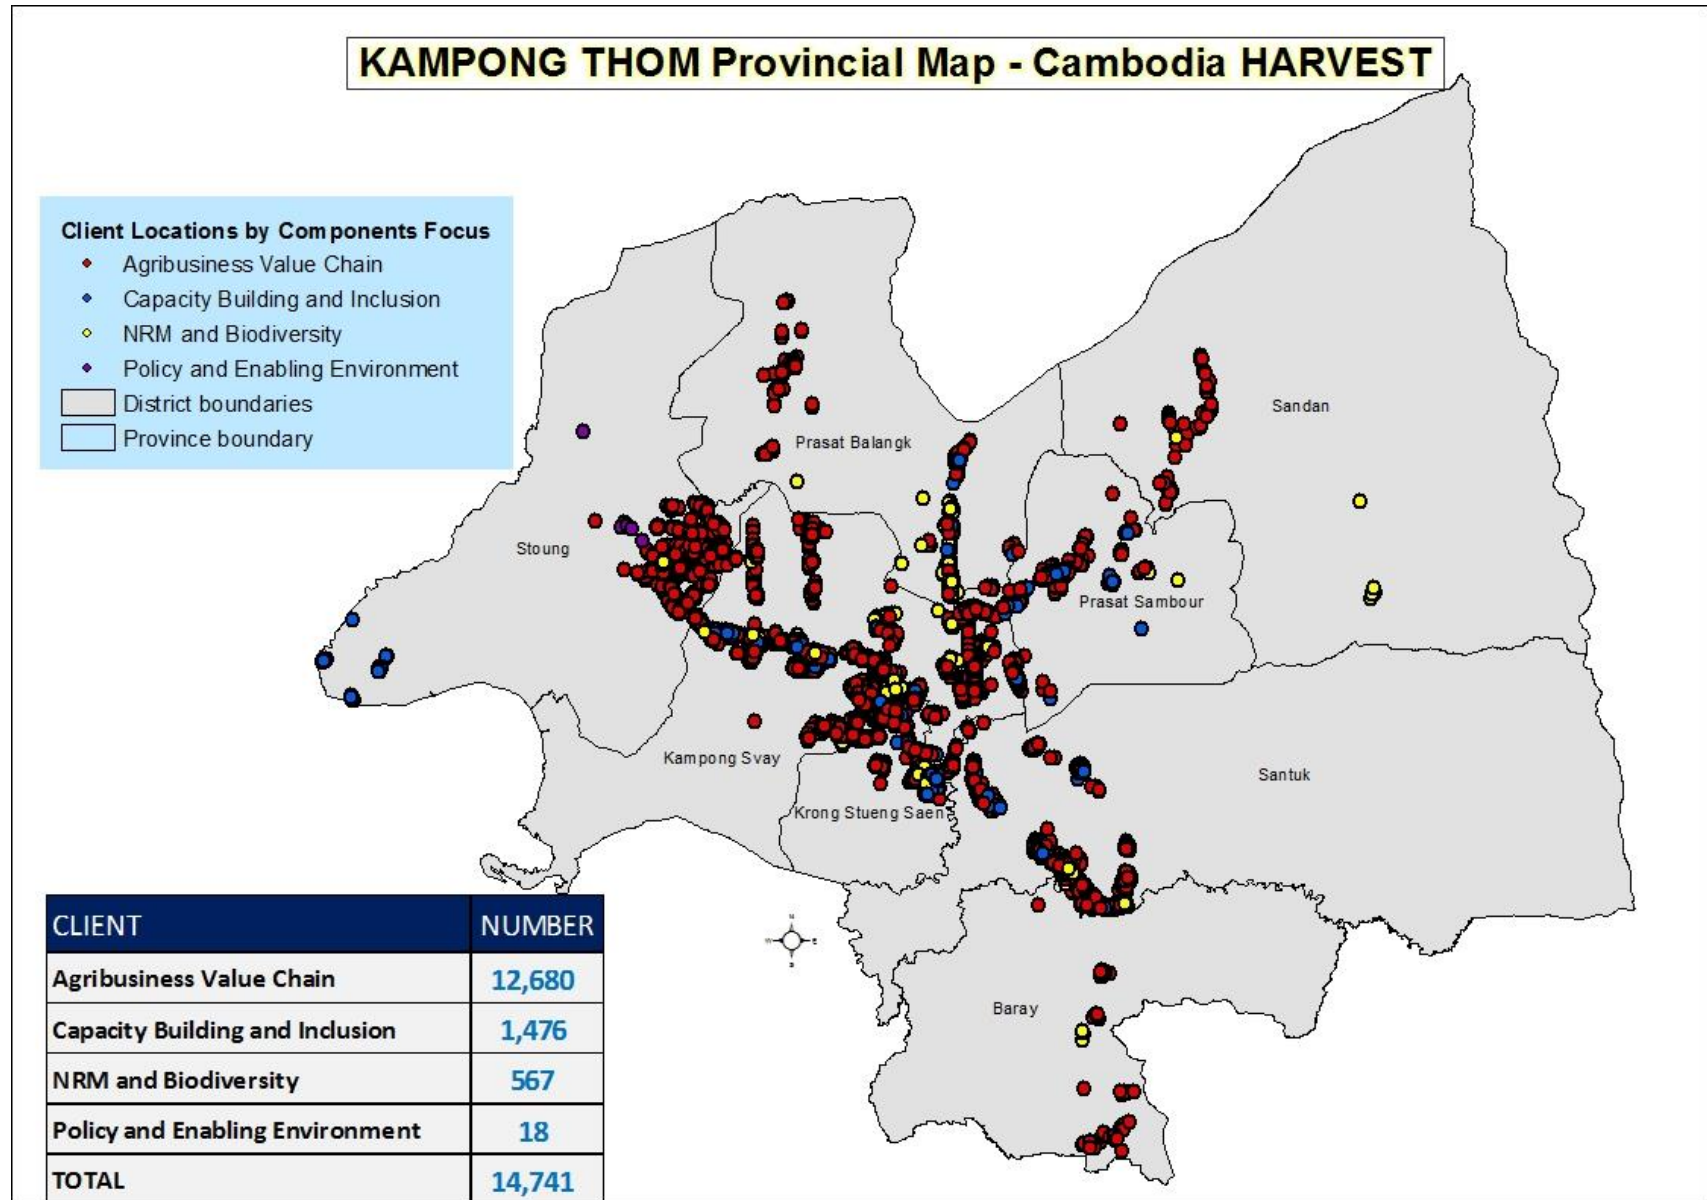 KAMPONG THOM Provincial Map - Cambodia HARVEST
Client Locations by Components Focus
Agribusiness Value Chain
Capacity Building and Inclusion
NRM and Biodiversity
Policy and Enabling Environment
District boundaries
Province boundary
Sandan
Prasat Balangk
Stoung
Prasat Sambour
Kampong Svay
Santuk
Krong Stueng Saen
Baray
N
W E
S
CLIENT NUMBER
Agribusiness Value Chain 12,680
Capacity Building and Inclusion 1,476
NRM and Biodiversity 567
Policy and Enabling Environment 18
TOTAL 14,741